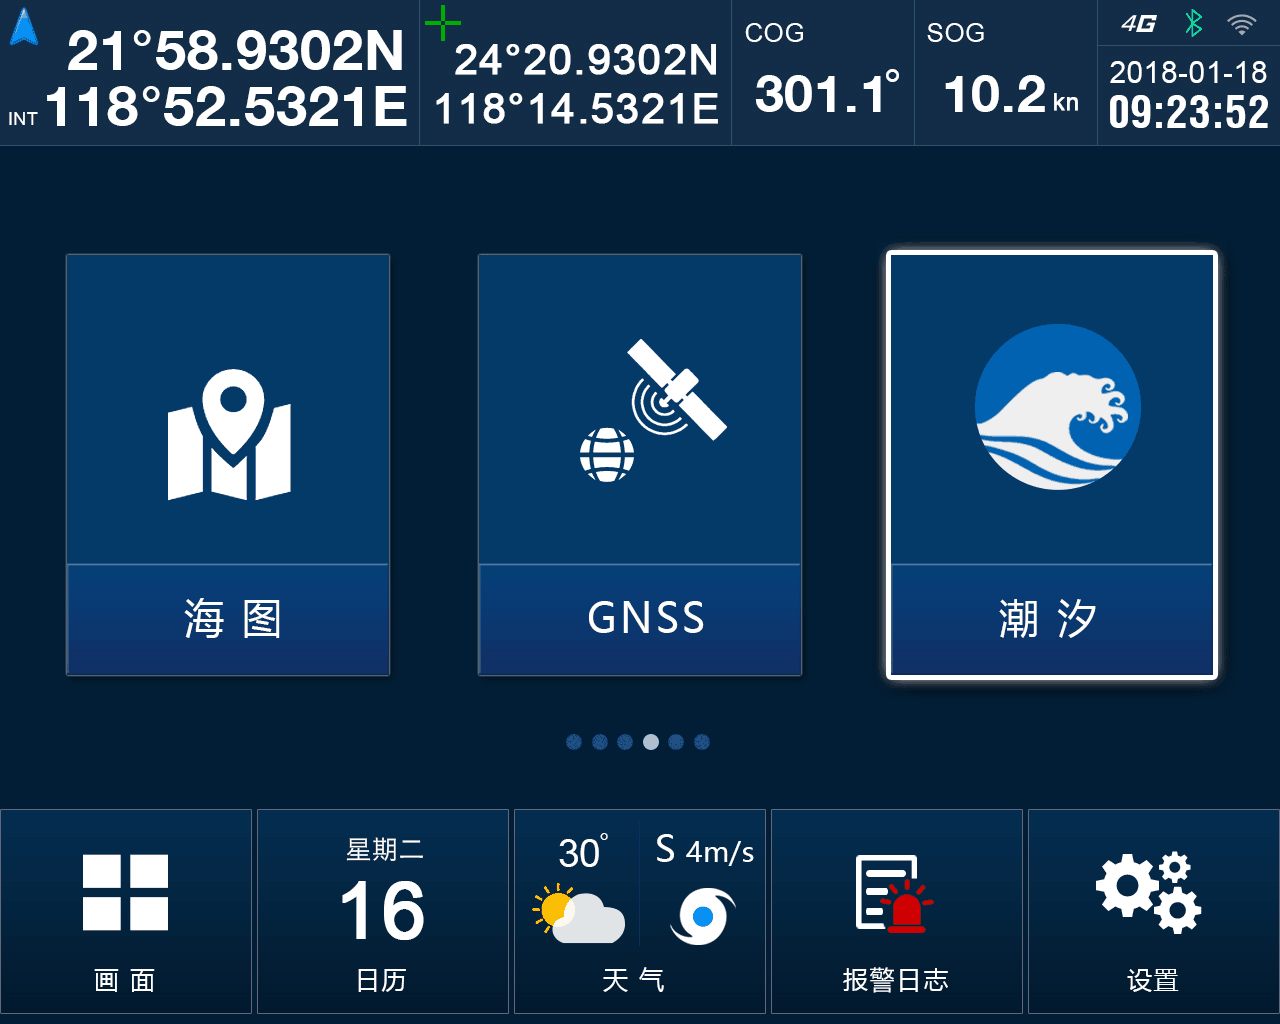 21°58.9302N
INT 118°52.5321E
24°20.9302N
118°14.5321E
COG
301.1°
SOG
10.2 kn
4G
2018-01-18
09:23:52
海图
GNSS
潮汐
画面
星期二
16
日历
30°
S 4m/s
天气
报警日志
设置